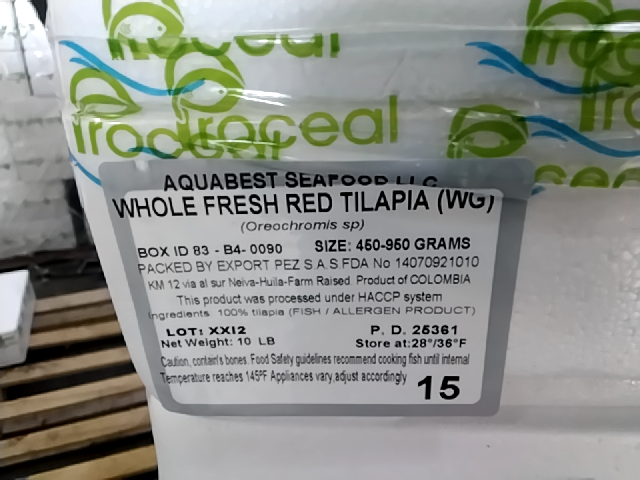 Procceal
AQUABEST SEAFOOD LLC
WHOLE FRESH RED TILAPIA (WG)
(Oreochromis sp)
BOX ID 83 - B4- 0090 SIZE: 450-950 GRAMS
PACKED BY EXPORT PEZ S.A.S FDA No 14070921010
KM 12 via al sur Neiva-Huila-Farm Raised. Product of COLOMBIA
This product was processed under HACCP system
Ingredients 100% tilapia (FISH / ALLERGEN PRODUCT)
LOT: XXI2 P. D. 25361
Net Weight: 10 LB Store at:28°/36°F
Caution, contain's bones. Food Safety guidelines recommend cooking fish until internal
Temperature reaches 145ºF Appliances vary,adjust accordingly
15